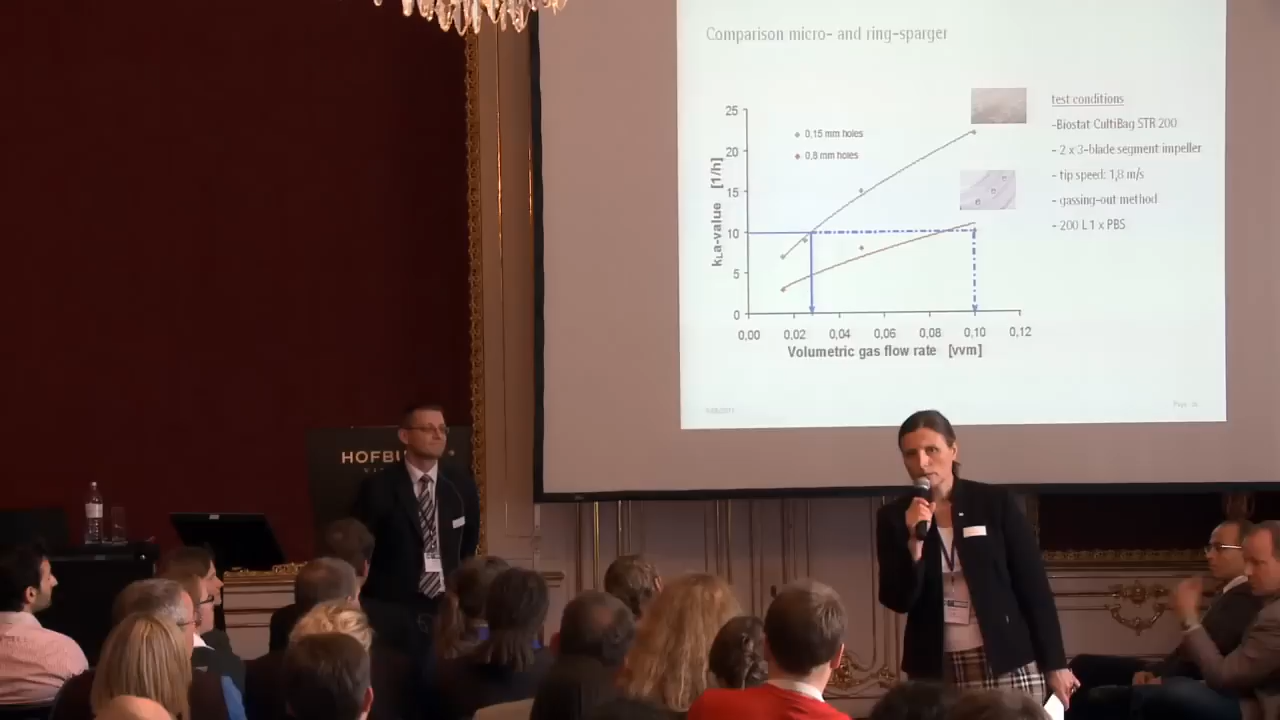 Comparison micro- and ring-sparger
25
20
15
10
5
0
kLa-value [1/h]
0,15 mm holes
0,8 mm holes
0,00 0,02 0,04 0,06 0,08 0,10 0,12
Volumetric gas flow rate [vvm]
test conditions
-Biostat CultiBag STR 200
- 2 x 3-blade segment impeller
- tip speed: 1,8 m/s
- gassing-out method
- 200 L 1 x PBS
Page